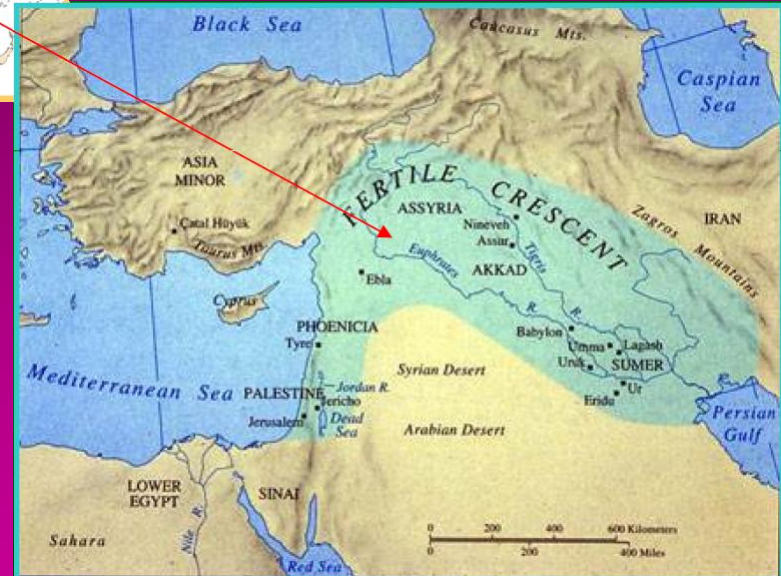 Black Sea
Caucasus Mts.
Caspian
Sea
ASIA
MINOR
FERTILE CRESCENT
ASSYRIA
Nineveh
Assur
Tigris
R.
Zagros Mountains
IRAN
Çatal Hüyük
Taurus Mts.
AKKAD
Euphrates
R.
Ebla
Cyprus
PHOENICIA
Tyre
Babylon
Umma
Lagash
Uruk
SUMER
Ur
Eridu
Syrian Desert
Mediterranean Sea
PALESTINE
Jordan R.
Jericho
Jerusalem
Dead
Sea
Arabian Desert
Persian
Gulf
LOWER
EGYPT
SINAI
Nile R.
Sahara
Red Sea
0 200 400 600 Kilometers
0 200 400 Miles